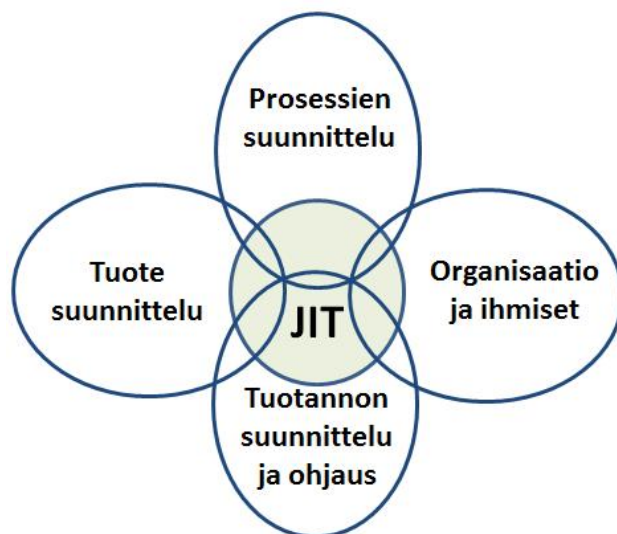 Prosessien
suunnittelu
Tuote
suunnittelu
Organisaatio
ja ihmiset
JIT
Tuotannon
suunnittelu
ja ohjaus